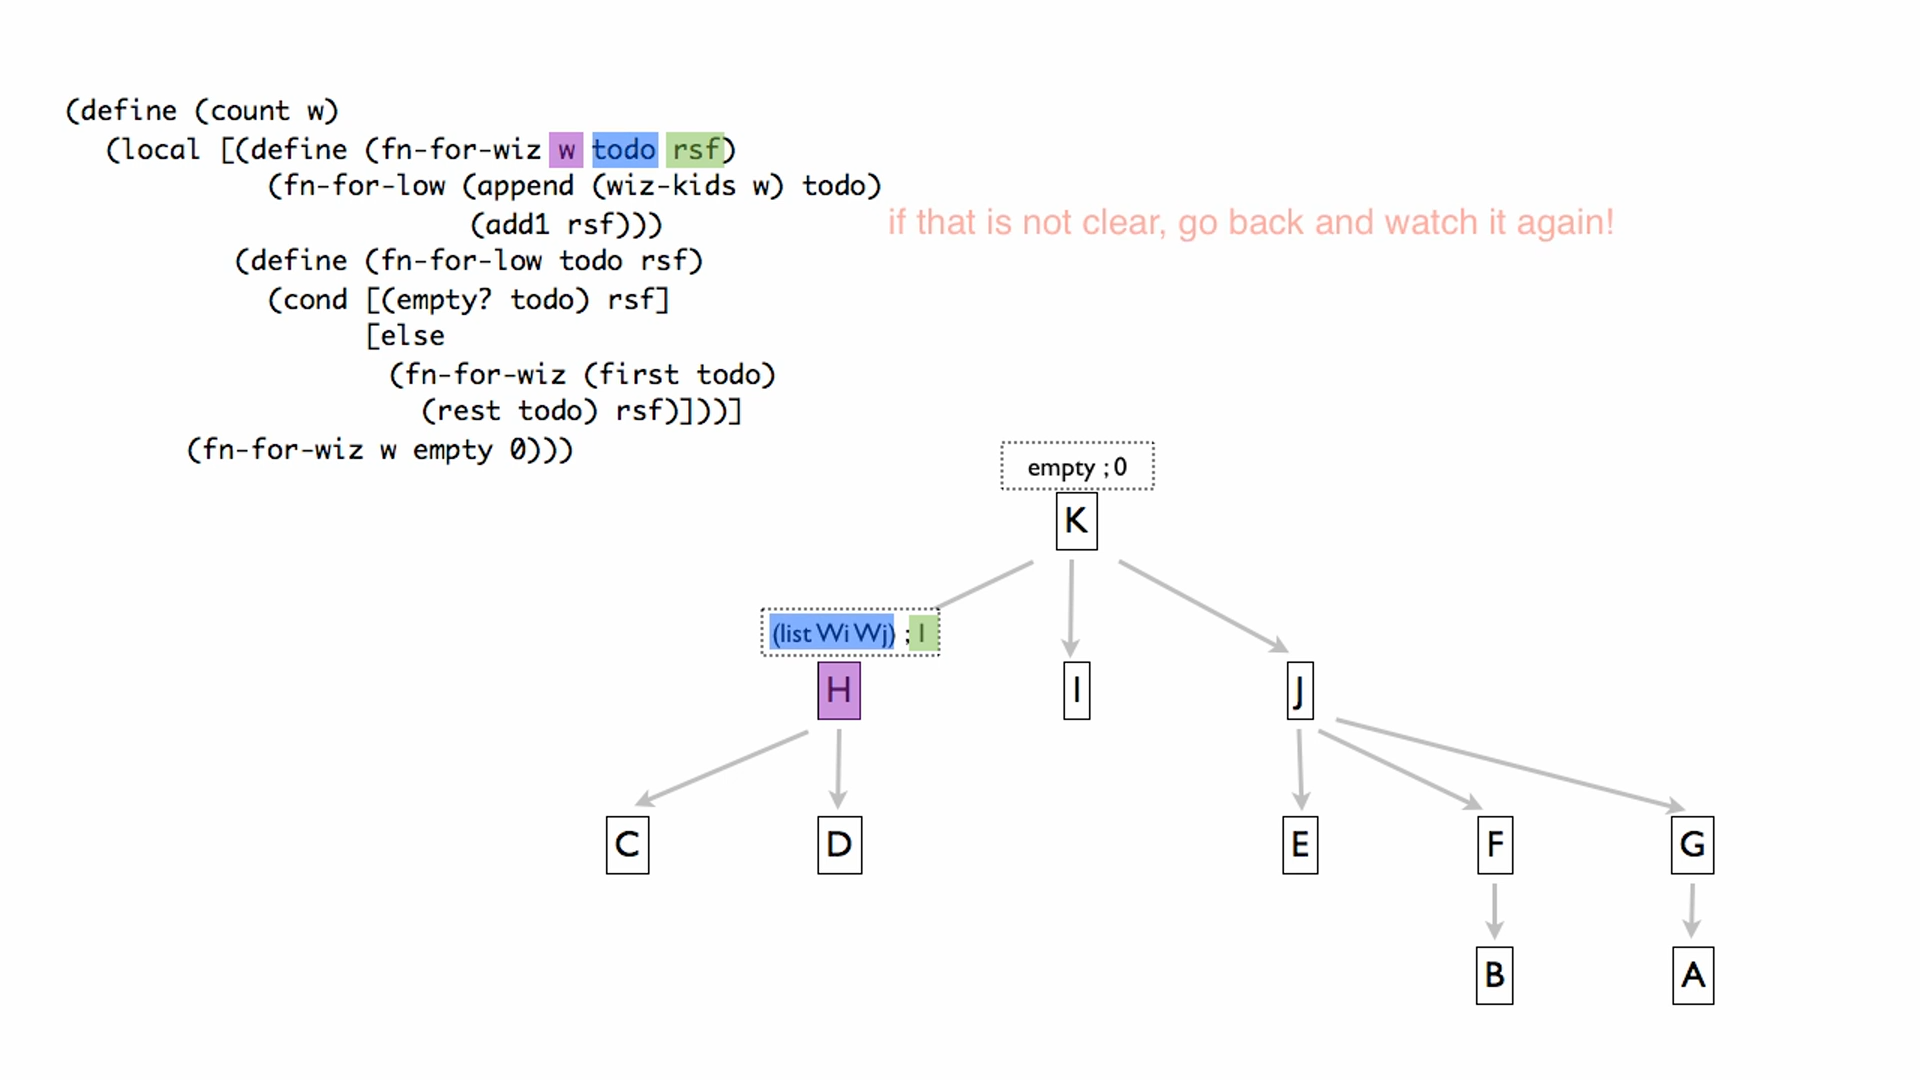 (define (count w)
(local [(define (fn-for-wiz w todo rsf)
(fn-for-low (append (wiz-kids w) todo)
(add1 rsf)))
if that is not clear, go back and watch it again!
(define (fn-for-low todo rsf)
(cond [(empty? todo) rsf]
[else
(fn-for-wiz (first todo)
(rest todo) rsf)]))]
(fn-for-wiz w empty 0)))
empty ; 0
K
(list Wi Wj) ; 1
H
I
J
C
D
E
F
G
B
A